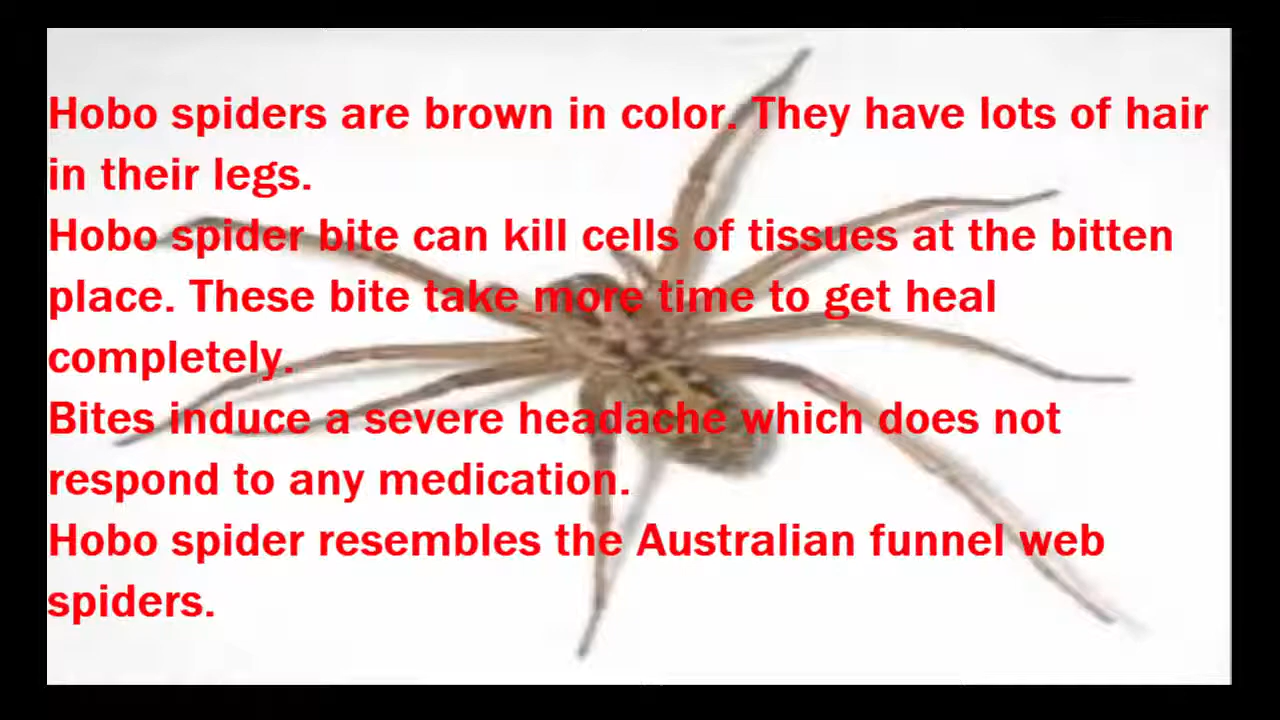 Hobo spiders are brown in color. They have lots of hair
in their legs.
Hobo spider bite can kill cells of tissues at the bitten
place. These bite take more time to get heal
completely.
Bites induce a severe headache which does not
respond to any medication.
Hobo spider resembles the Australian funnel web
spiders.